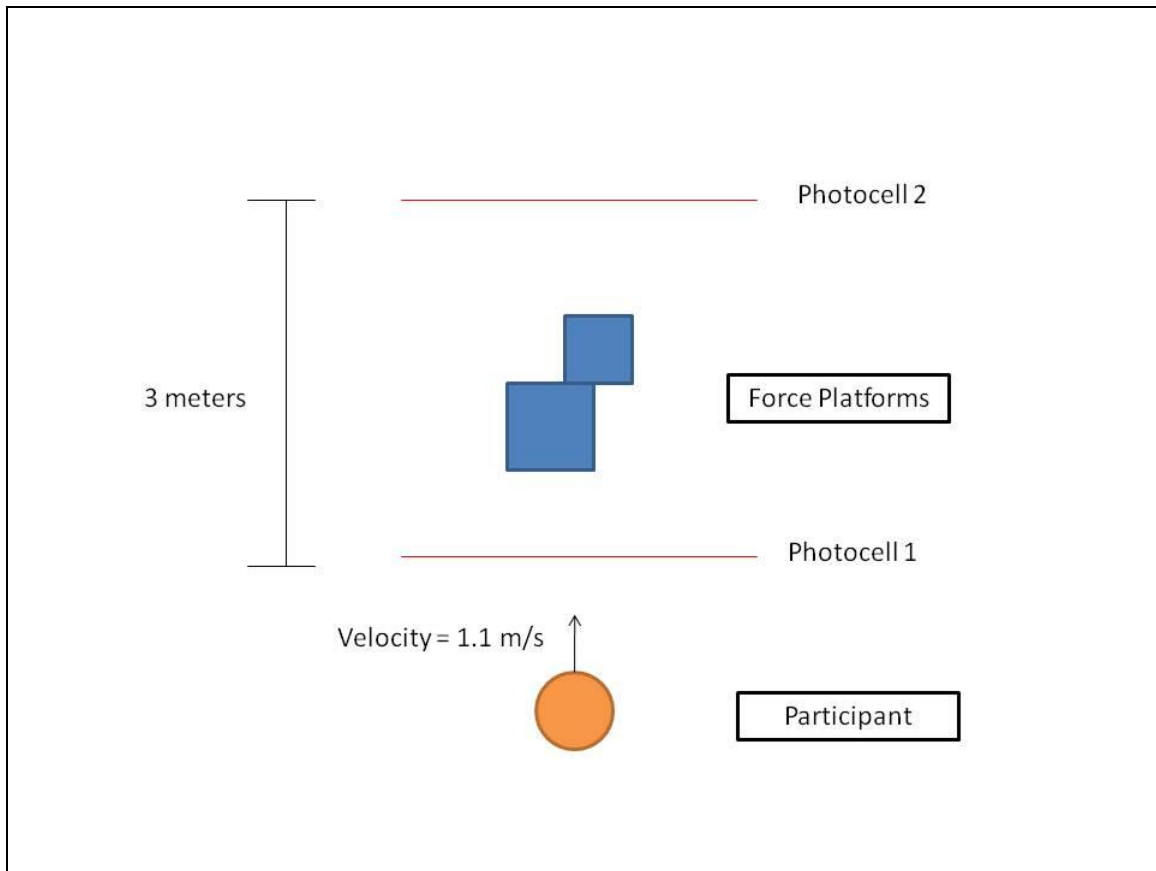 Photocell 2
3 meters
Force Platforms
Photocell 1
Velocity = 1.1 m/s
Participant